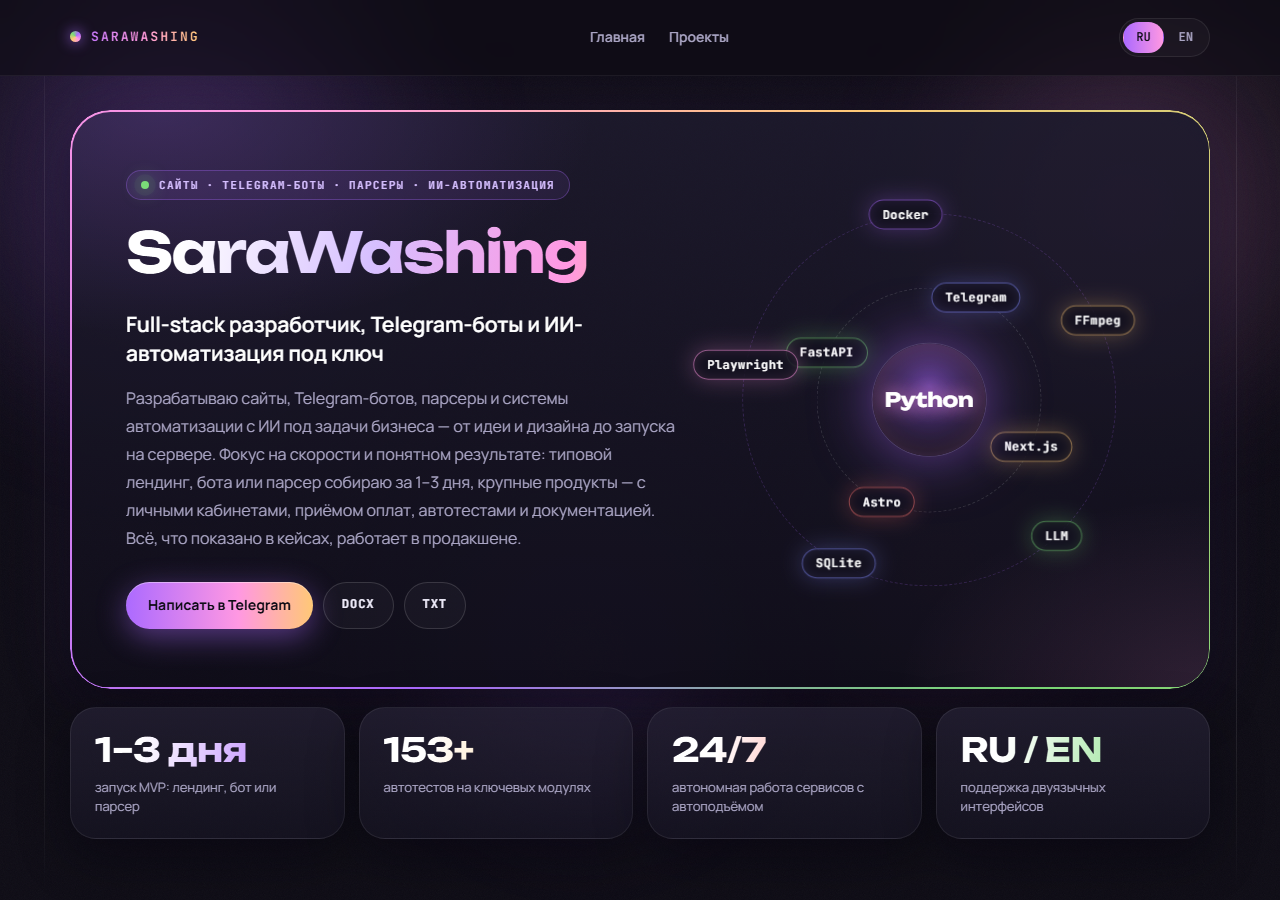 SARAWASHING
Главная Проекты
RU EN
САЙТЫ · TELEGRAM-БОТЫ · ПАРСЕРЫ · ИИ-АВТОМАТИЗАЦИЯ
SaraWashing
Full-stack разработчик, Telegram-боты и ИИ-
автоматизация под ключ
Разрабатываю сайты, Telegram-ботов, парсеры и системы
автоматизации с ИИ под задачи бизнеса — от идеи и дизайна до запуска
на сервере. Фокус на скорости и понятном результате: типовой
лендинг, бота или парсер собираю за 1–3 дня, крупные продукты — с
личными кабинетами, приёмом оплат, автотестами и документацией.
Всё, что показано в кейсах, работает в продакшене.
Написать в Telegram
DOCX
TXT
Docker
Telegram
FFmpeg
FastAPI
Playwright
Python
Next.js
Astro
LLM
SQLite
1–3 дня
запуск MVP: лендинг, бот или
парсер
153+
автотестов на ключевых модулях
24/7
автономная работа сервисов с
автоподъёмом
RU / EN
поддержка двуязычных
интерфейсов